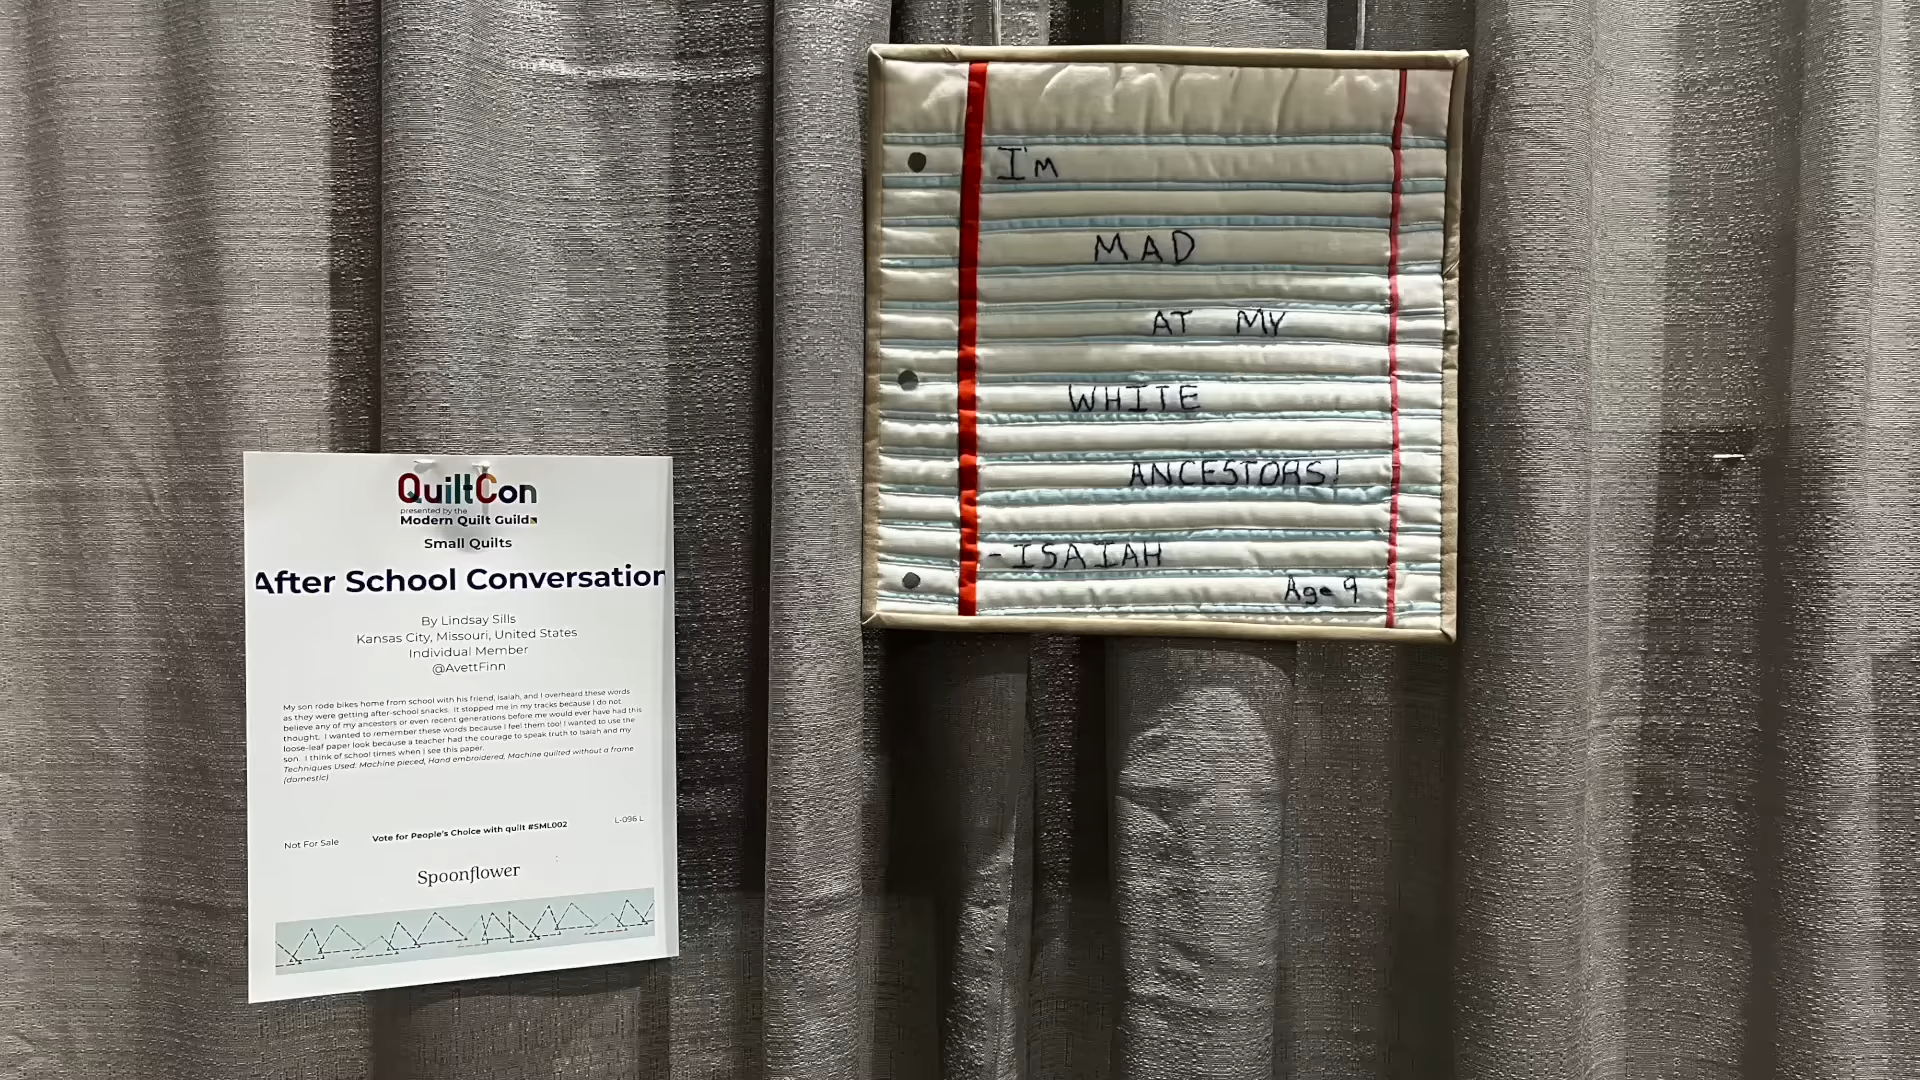 QuiltCon
presented by the
Modern Quilt Guild
Small Quilts
After School Conversation
By Lindsay Sills
Kansas City, Missouri, United States
Individual Member
@AvettFinn
My son rode bikes home from school with his friend, Isaiah, and I overheard these words
as they were getting after-school snacks. It stopped me in my tracks because I do not
believe any of my ancestors or even recent generations before me would ever have had this
thought. I wanted to remember these words because I feel them too! I wanted to use the
loose-leaf paper look because a teacher had the courage to speak truth to Isaiah and my
son. I think of school times when I see this paper.
Techniques Used: Machine pieced, Hand embroidered, Machine quilted without a frame
(domestic)
L-096 L
Vote for People's Choice with quilt #SML002
Not For Sale
Spoonflower
I'M
MAD
AT MY
WHITE
ANCESTORS!
-ISAIAH
Age 9